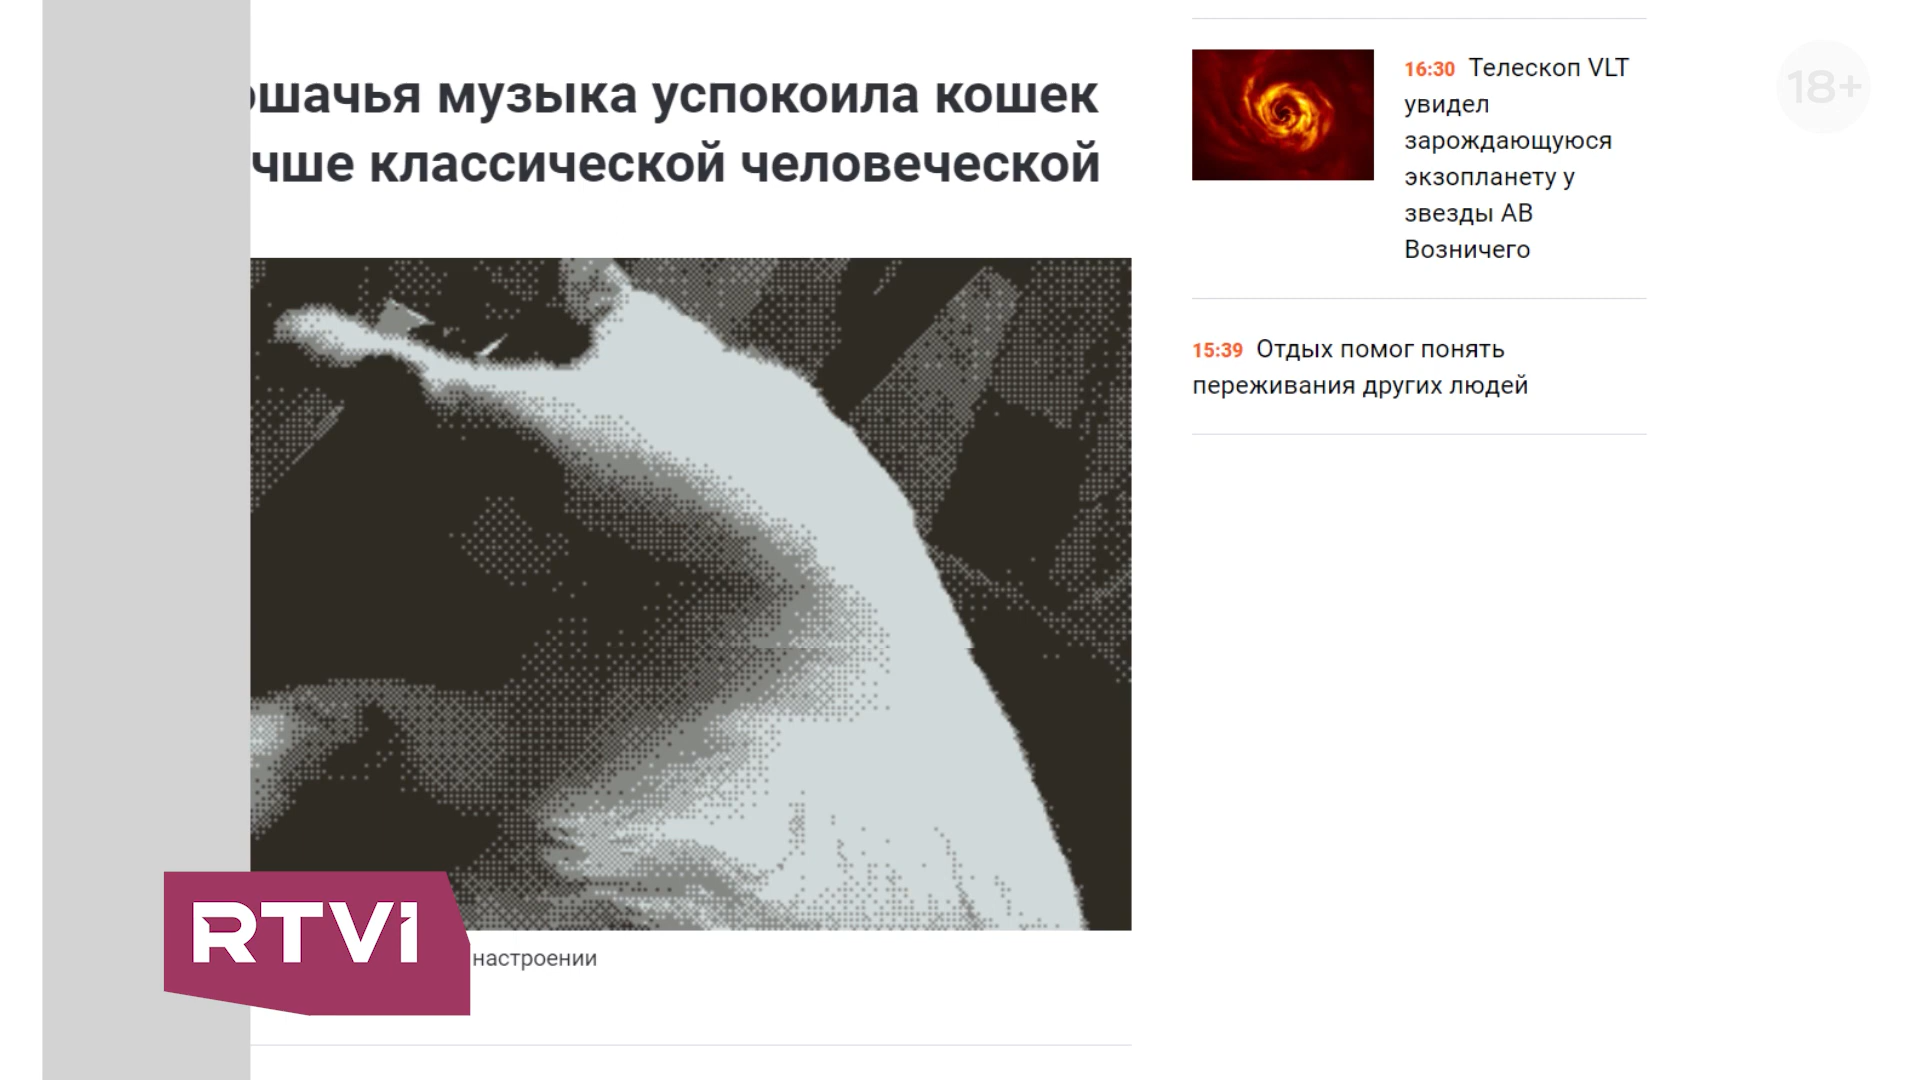 ошачья музыка успокоила кошек
чше классической человеческой
16:30 Телескоп VLT
увидел
зарождающуюся
экзопланету у
звезды AB
Возничего
18+
15:39 Отдых помог понять
переживания других людей
RTVi
настроении